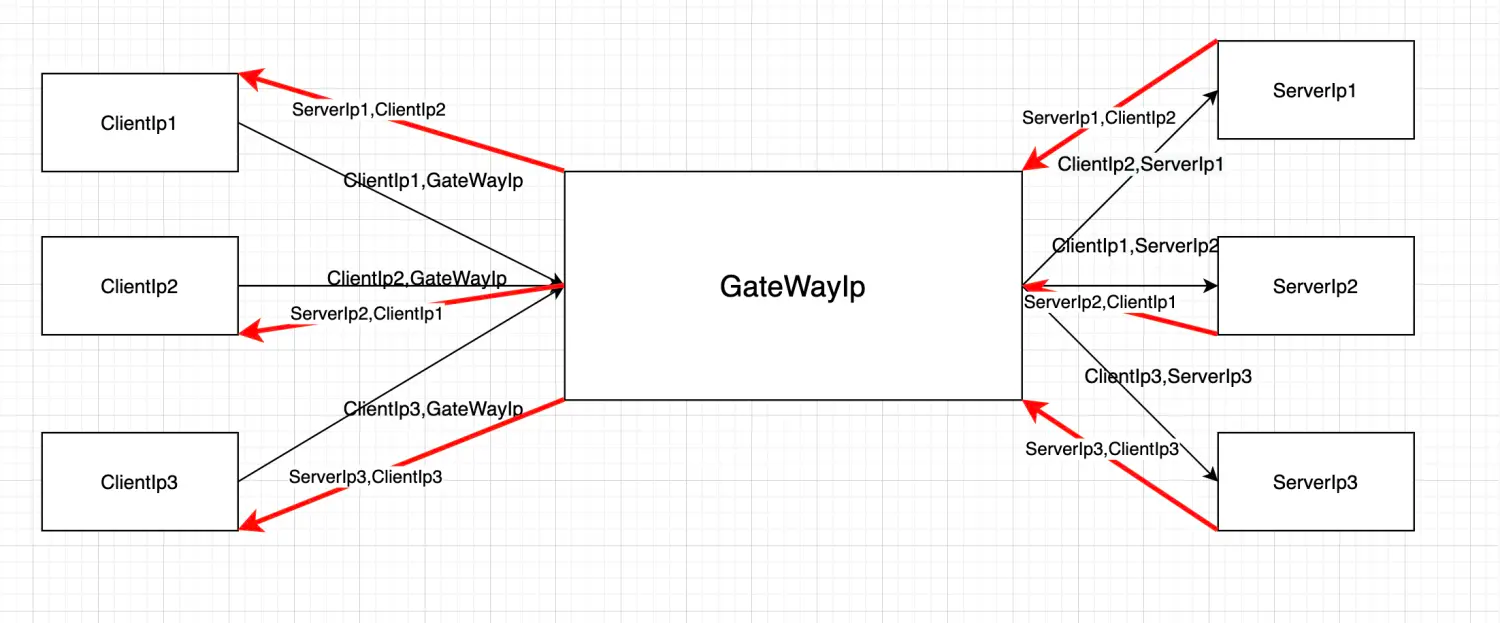 ServerIp1
ClientIp1
ServerIp1,ClientIp2
ServerIp1,ClientIp2
ClientIp2,ServerIp1
ClientIp1,GateWayIp
ClientIp1,ServerIp2
ClientIp2
ClientIp2,GateWayIp
GateWayIp
ServerIp2
ServerIp2,ClientIp1
ServerIp2,ClientIp1
ClientIp3,ServerIp3
ClientIp3,GateWayIp
ServerIp3,ClientIp3
ServerIp3,ClientIp3
ClientIp3
ServerIp3